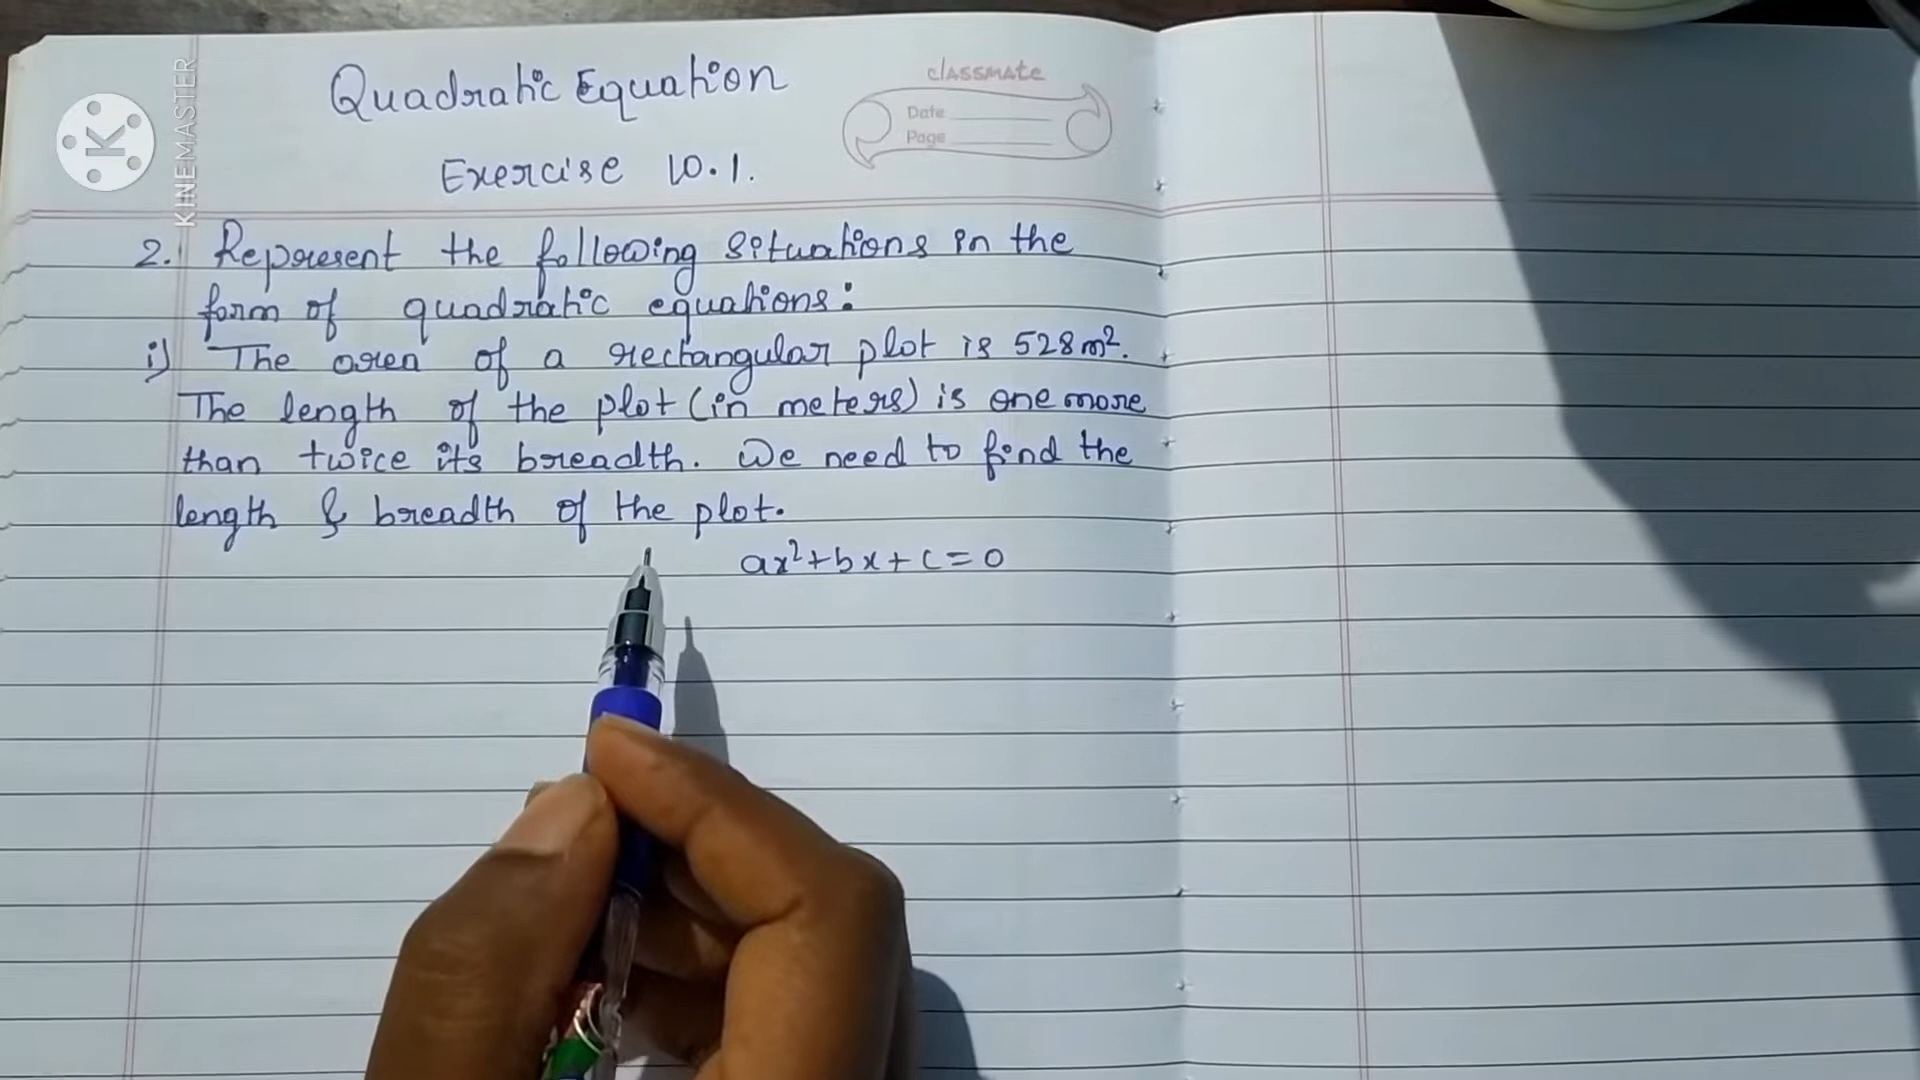 Quadratic Equation
classmate
Date
Page
Exercise 10.1.
2. Represent the following situations in the
form of quadratic equations:
i) The area of a rectangular plot is 528m².
The length of the plot (in meters) is one more
than twice its breadth. We need to find the
length & breadth of the plot.
ax²+bx+c=0
KINEMASTER